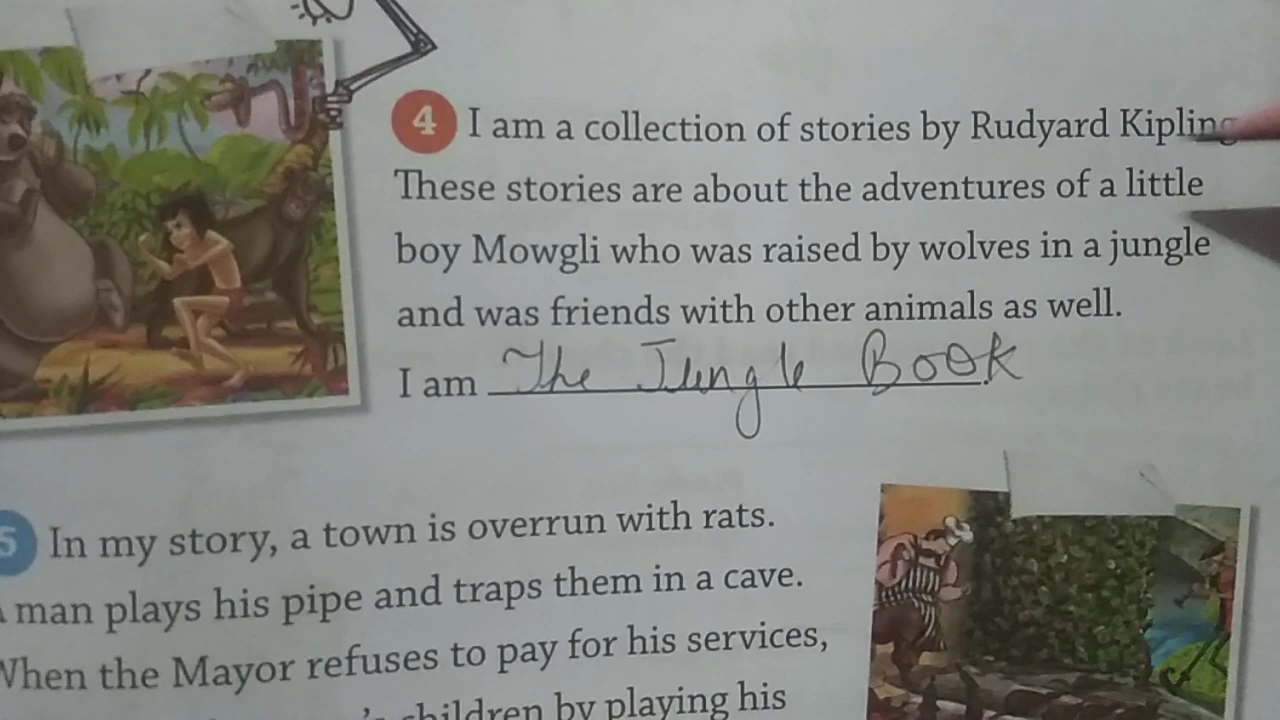 4 I am a collection of stories by Rudyard Kipling
These stories are about the adventures of a little
boy Mowgli who was raised by wolves in a jungle
and was friends with other animals as well.
I am The Jungle Book.
5 In my story, a town is overrun with rats.
man plays his pipe and traps them in a cave.
When the Mayor refuses to pay for his services,
children by playing his